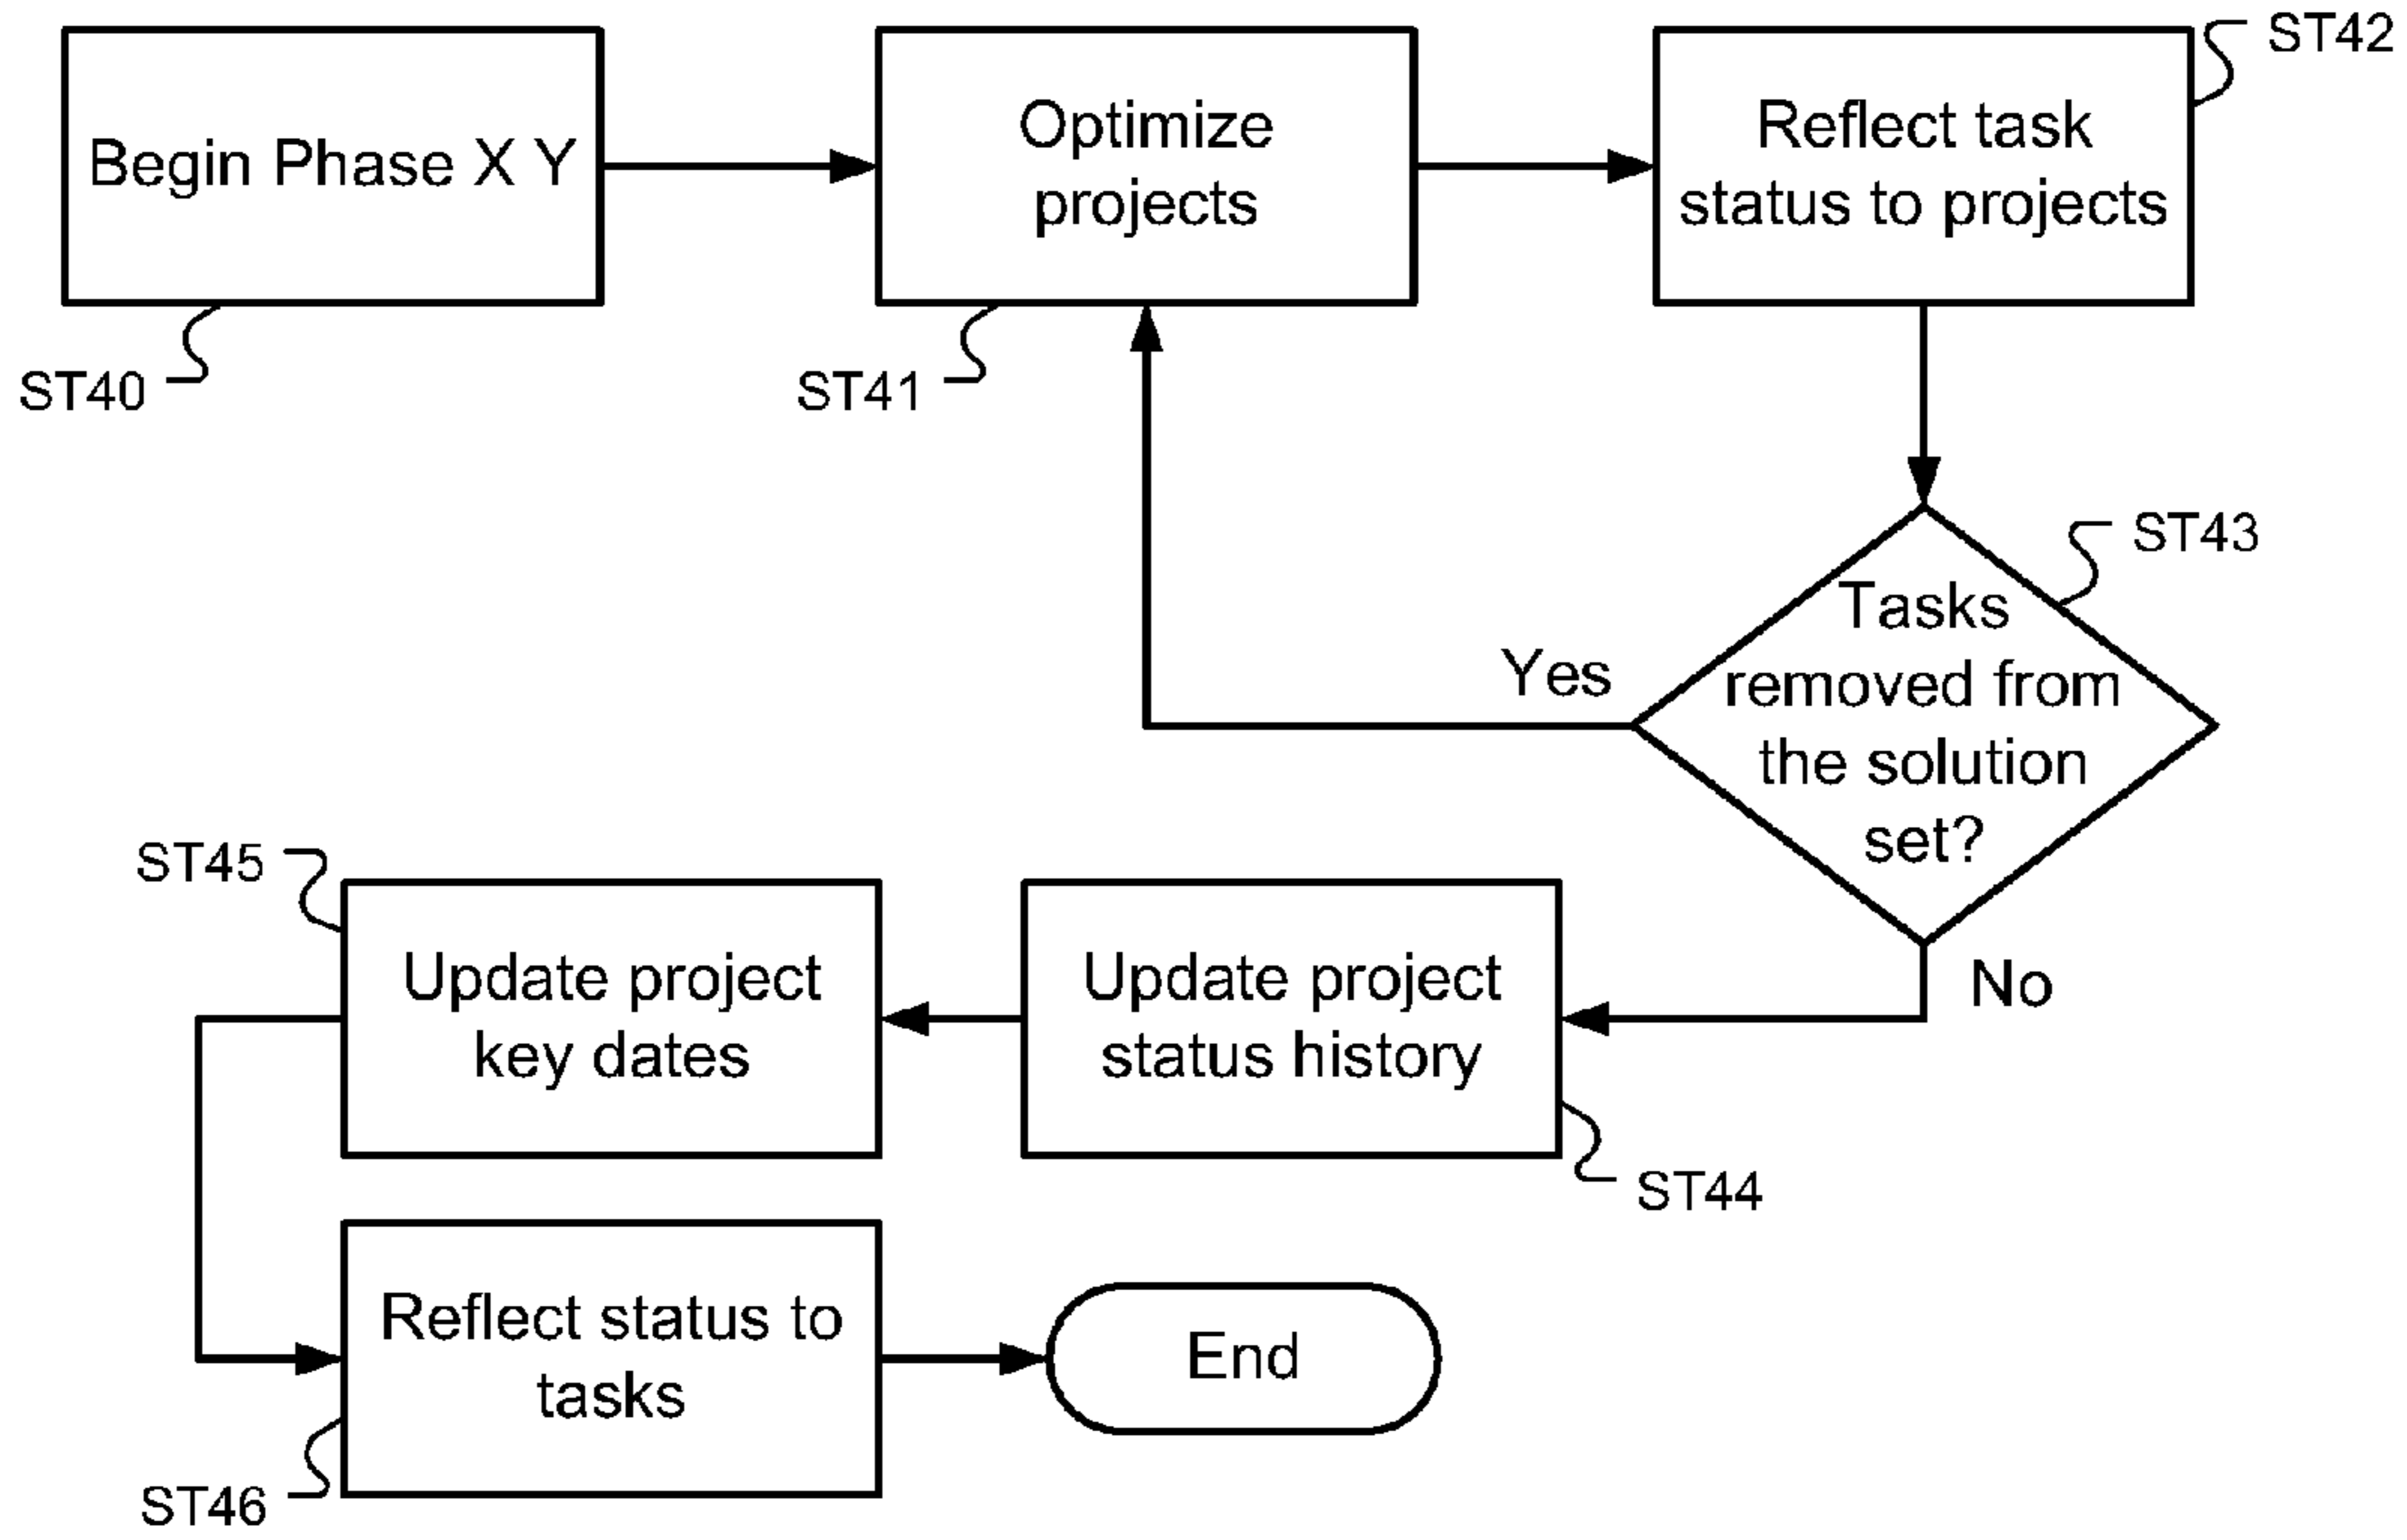 Begin Phase X Y
ST40
Optimize
projects
ST41
Reflect task
status to projects
ST42
Tasks
removed from
the solution
set?
ST43
Yes
No
Update project
status history
ST44
Update project
key dates
ST45
Reflect status to
tasks
ST46
End